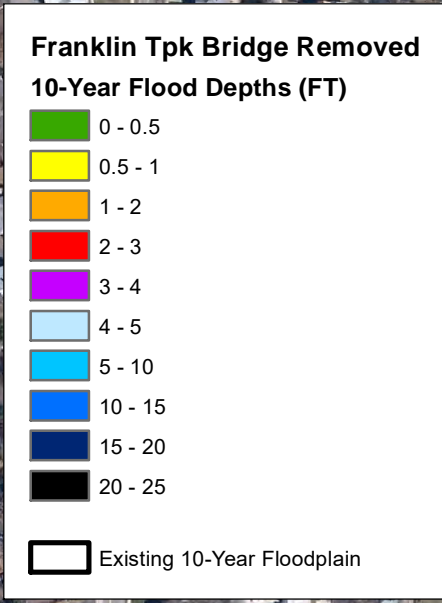 Franklin Tpk Bridge Removed
10-Year Flood Depths (FT)
0 - 0.5
0.5 - 1
1 - 2
2 - 3
3 - 4
4 - 5
5 - 10
10 - 15
15 - 20
20 - 25
Existing 10-Year Floodplain